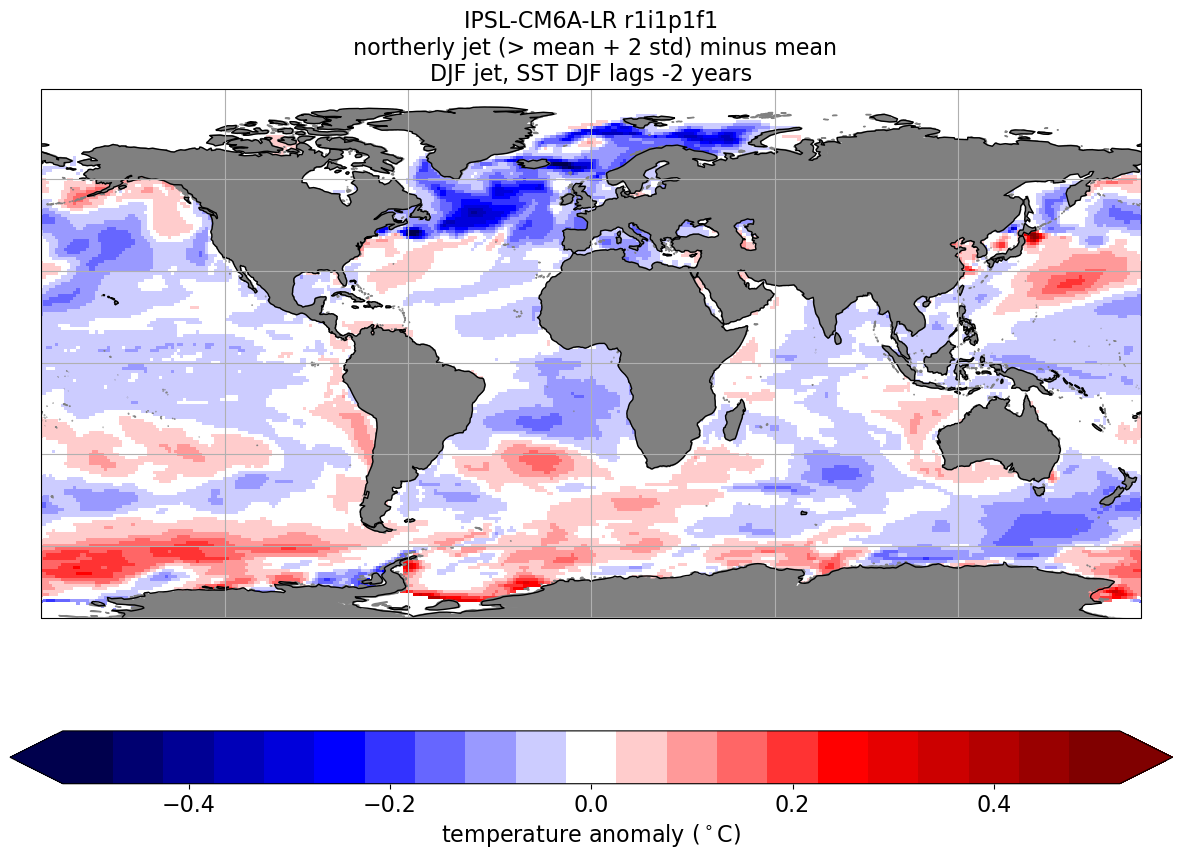 IPSL-CM6A-LR r1i1p1f1
northerly jet (> mean + 2 std) minus mean
DJF jet, SST DJF lags -2 years
−0.4 −0.2 0.0 0.2 0.4
temperature anomaly (°C)